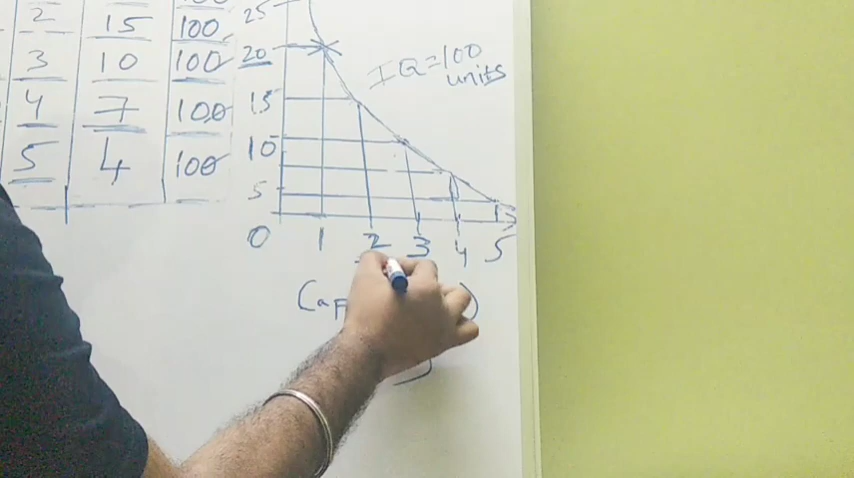 2 15 100
3 10 100
4 7 100
5 4 100
25
20
15
10
5
0 1 2 3 4 5
IQ=100
units